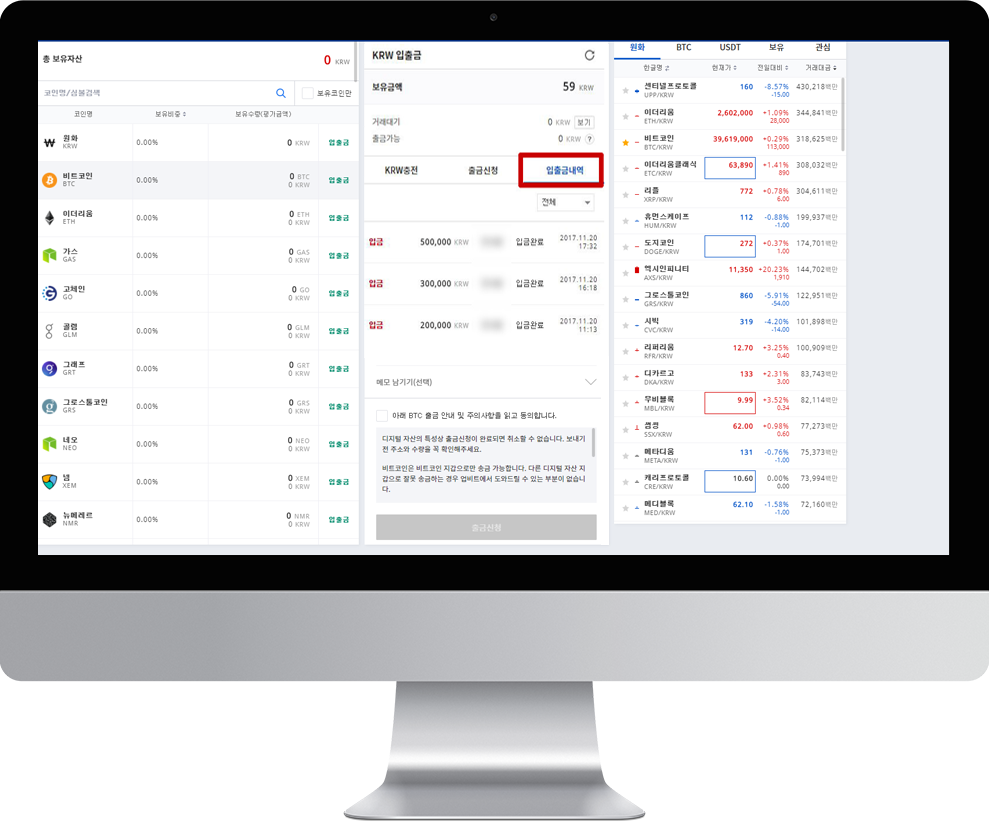 총 보유자산
0 KRW
코인명/심볼검색
보유코인만
코인명 보유비중 보유수량(평가금액)
원화 0.00% 0 KRW 입출금
KRW
비트코인 0.00% 0 BTC 입출금
BTC 0 KRW
이더리움 0.00% 0 ETH 입출금
ETH 0 KRW
가스 0.00% 0 GAS 입출금
GAS 0 KRW
고체인 0.00% 0 GO 입출금
GO 0 KRW
골렘 0.00% 0 GLM 입출금
GLM 0 KRW
그래프 0.00% 0 GRT 입출금
GRT 0 KRW
그로스톨코인 0.00% 0 GRS 입출금
GRS 0 KRW
네오 0.00% 0 NEO 입출금
NEO 0 KRW
넴 0.00% 0 XEM 입출금
XEM 0 KRW
뉴메레르 0.00% 0 NMR 입출금
NMR 0 KRW
KRW 입출금
보유금액 59 KRW
거래대기 0 KRW 보기
출금가능 0 KRW ?
KRW충전 출금신청 입출금내역
전체
입금 500,000 KRW 입금완료 2017.11.20
17:32
입금 300,000 KRW 입금완료 2017.11.20
16:18
입금 200,000 KRW 입금완료 2017.11.20
11:13
메모 남기기(선택)
아래 BTC 출금 안내 및 주의사항을 읽고 동의합니다.
디지털 자산의 특성상 출금신청이 완료되면 취소할 수 없습니다. 보내기
전 주소와 수량을 꼭 확인해주세요.
비트코인은 비트코인 지갑으로만 송금 가능합니다. 다른 디지털 자산 지
갑으로 잘못 송금하는 경우 업비트에서 도와드릴 수 있는 부분이 없습니
다.
출금신청
원화 BTC USDT 보유 관심
한글명 현재가 전일대비 거래대금
센티널프로토콜 160 -8.57% 430,218백만
UPP/KRW -15.00
이더리움 2,602,000 +1.09% 344,841백만
ETH/KRW 28,000
비트코인 39,619,000 +0.29% 318,625백만
BTC/KRW 113,000
이더리움클래식 63,890 +1.41% 308,032백만
ETC/KRW 890
리플 772 +0.78% 304,611백만
XRP/KRW 6.00
휴먼스케이프 112 -0.88% 199,937백만
HUM/KRW -1.00
도지코인 272 +0.37% 174,701백만
DOGE/KRW 1.00
엑시인피니티 11,350 +20.23% 144,702백만
AXS/KRW 1,910
그로스톨코인 860 -5.91% 122,951백만
GRS/KRW -54.00
시빅 319 -4.20% 101,898백만
CVC/KRW -14.00
리퍼리움 12.70 +3.25% 100,909백만
RFR/KRW 0.40
디카르고 133 +2.31% 83,743백만
DKA/KRW 3.00
무비블록 9.99 +3.52% 82,114백만
MBL/KRW 0.34
썸씽 62.00 +0.98% 77,273백만
SSX/KRW 0.60
메타디움 131 -0.76% 75,373백만
META/KRW -1.00
캐리프로토콜 10.60 0.00% 73,994백만
CRE/KRW 0.00
메디블록 62.10 -1.58% 72,160백만
MED/KRW -1.00